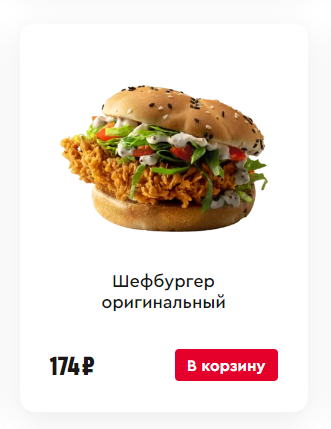 Шефбургер
оригинальный
174₽
В корзину